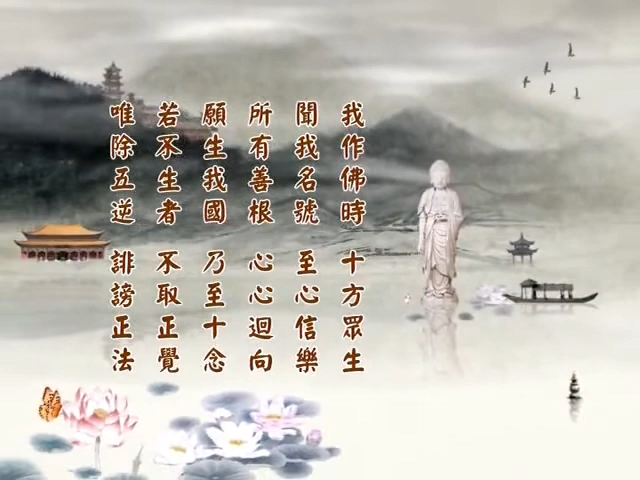 我作佛時 十方眾生
聞我名號 至心信樂
所有善根 心心迴向
願生我國 乃至十念
若不生者 不取正覺
唯除五逆 誹謗正法